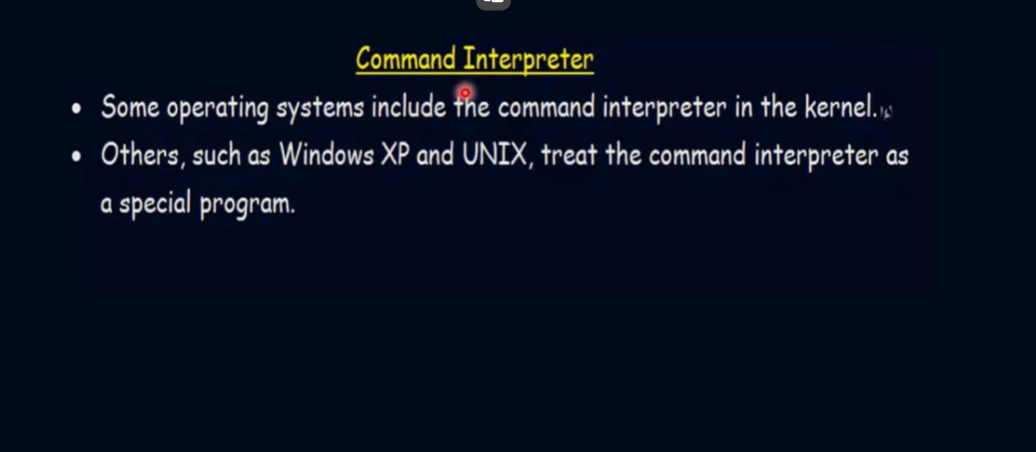 Command Interpreter
• Some operating systems include the command interpreter in the kernel.
• Others, such as Windows XP and UNIX, treat the command interpreter as
a special program.